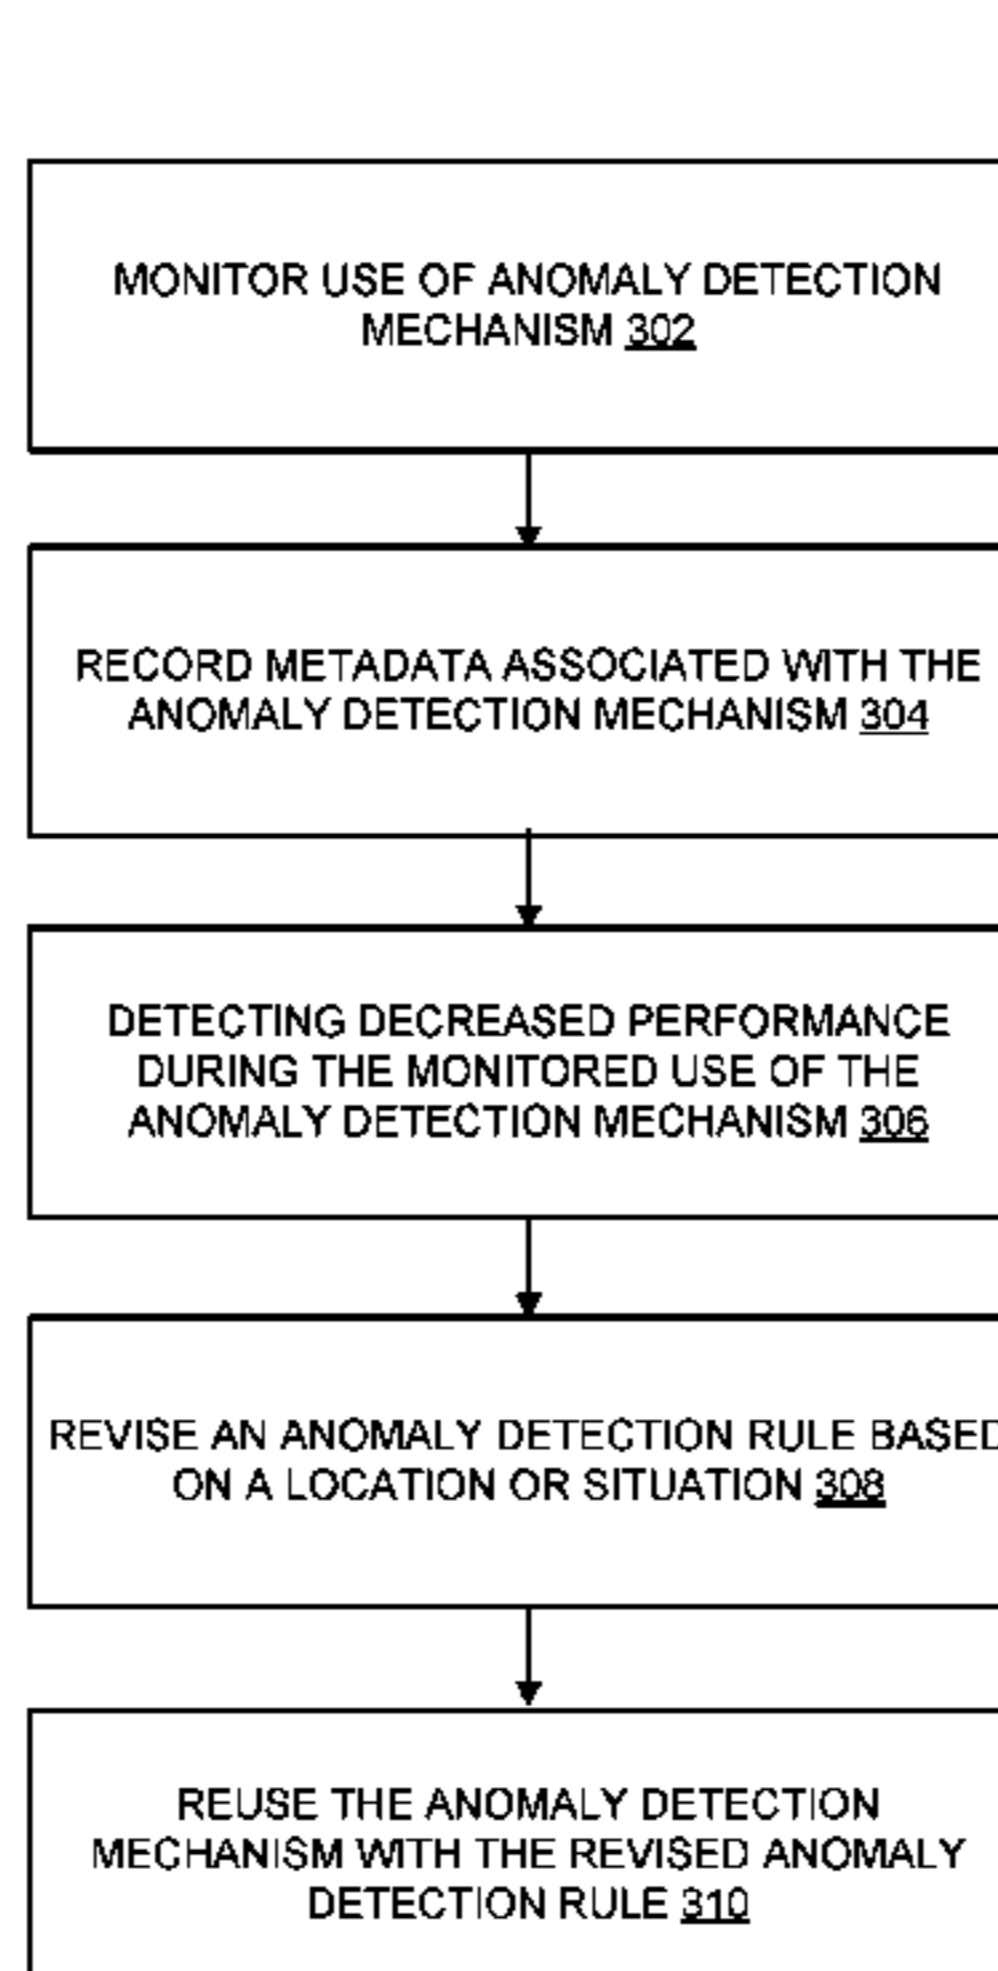 MONITOR USE OF ANOMALY DETECTION
MECHANISM 302
RECORD METADATA ASSOCIATED WITH THE
ANOMALY DETECTION MECHANISM 304
DETECTING DECREASED PERFORMANCE
DURING THE MONITORED USE OF THE
ANOMALY DETECTION MECHANISM 306
REVISE AN ANOMALY DETECTION RULE BASED
ON A LOCATION OR SITUATION 308
REUSE THE ANOMALY DETECTION
MECHANISM WITH THE REVISED ANOMALY
DETECTION RULE 310